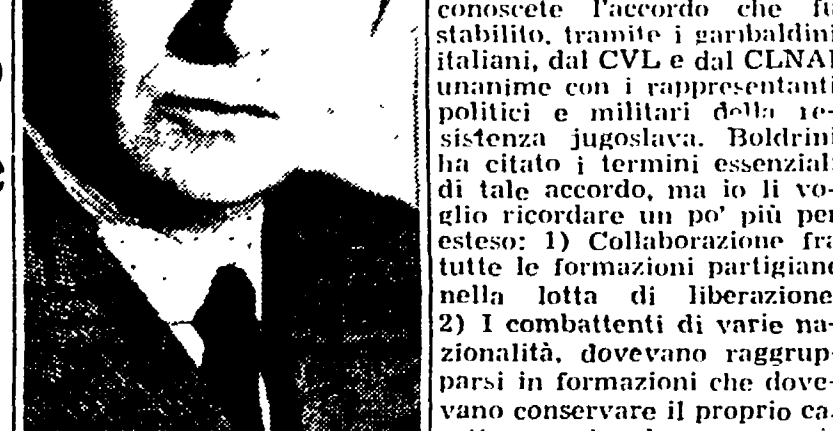 conoscete l'accordo che fu
stabilito, tramite i garibaldini
italiani, dal CVL e dal CLNAI
unanime con i rappresentanti
politici e militari della re-
sistenza jugoslava. Boldrini
ha citato i termini essenziali
di tale accordo, ma io li vo-
glio ricordare un po' più per
esteso: 1) Collaborazione fra
tutte le formazioni partigiane
nella lotta di liberazione
2) I combattenti di varie na-
zionalità, dovevano raggrup-
parsi in formazioni che dove-
vano conservare il proprio ca-